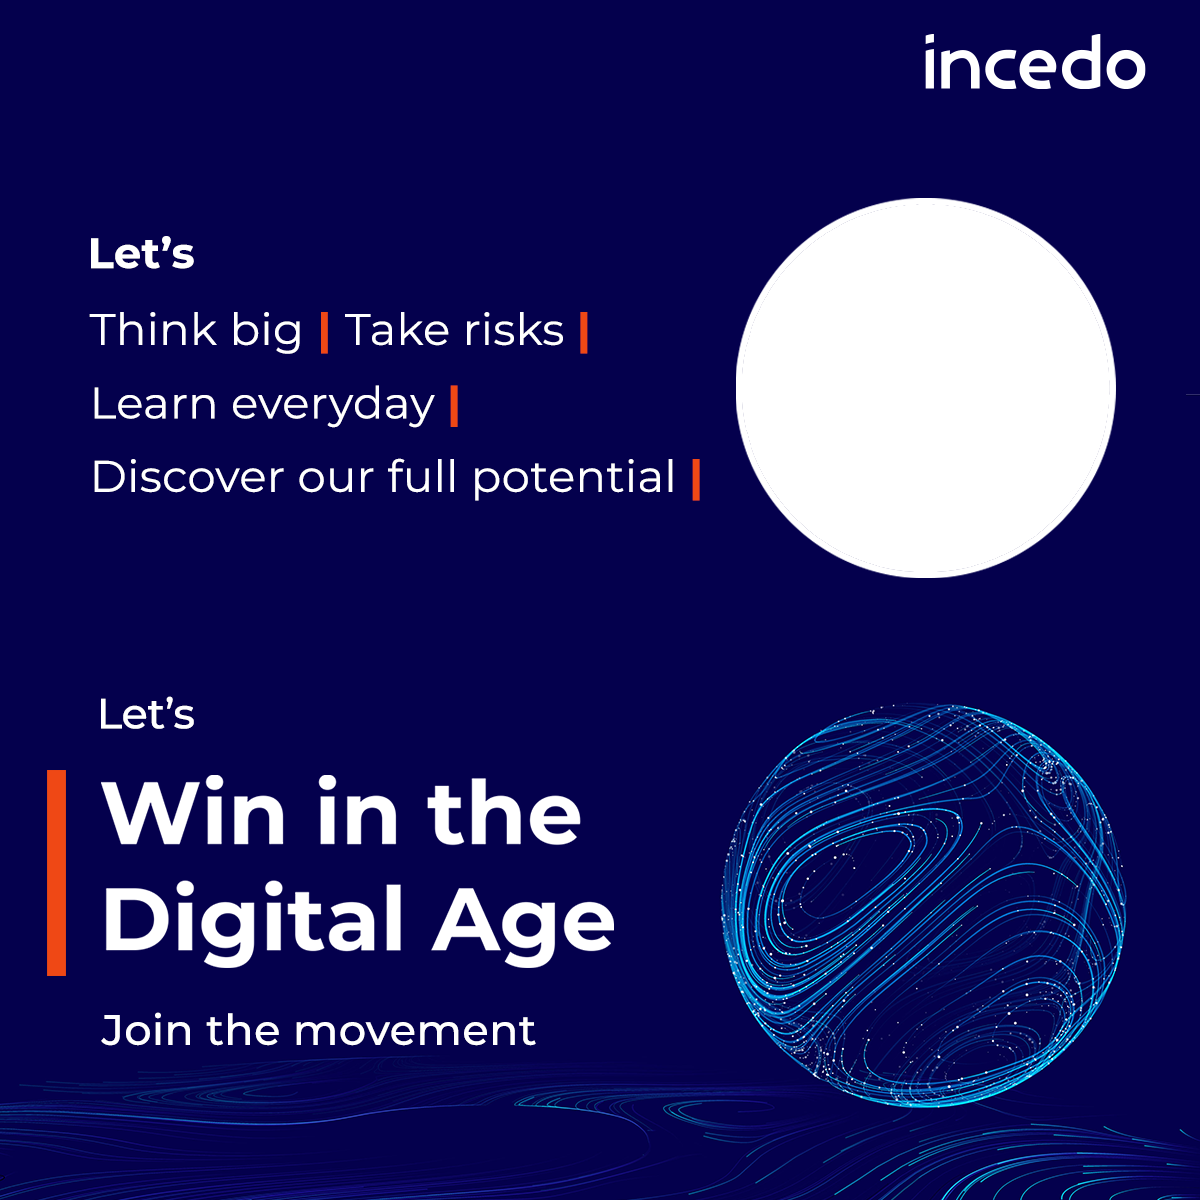 incedo
Let’s
Think big | Take risks |
Learn everyday |
Discover our full potential |
Let’s
Win in the
Digital Age
Join the movement